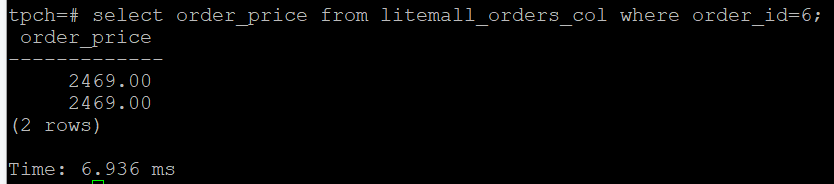 tpch=# select order_price from litemall_orders_col where order_id=6;
order_price
-------------
2469.00
2469.00
(2 rows)
Time: 6.936 ms